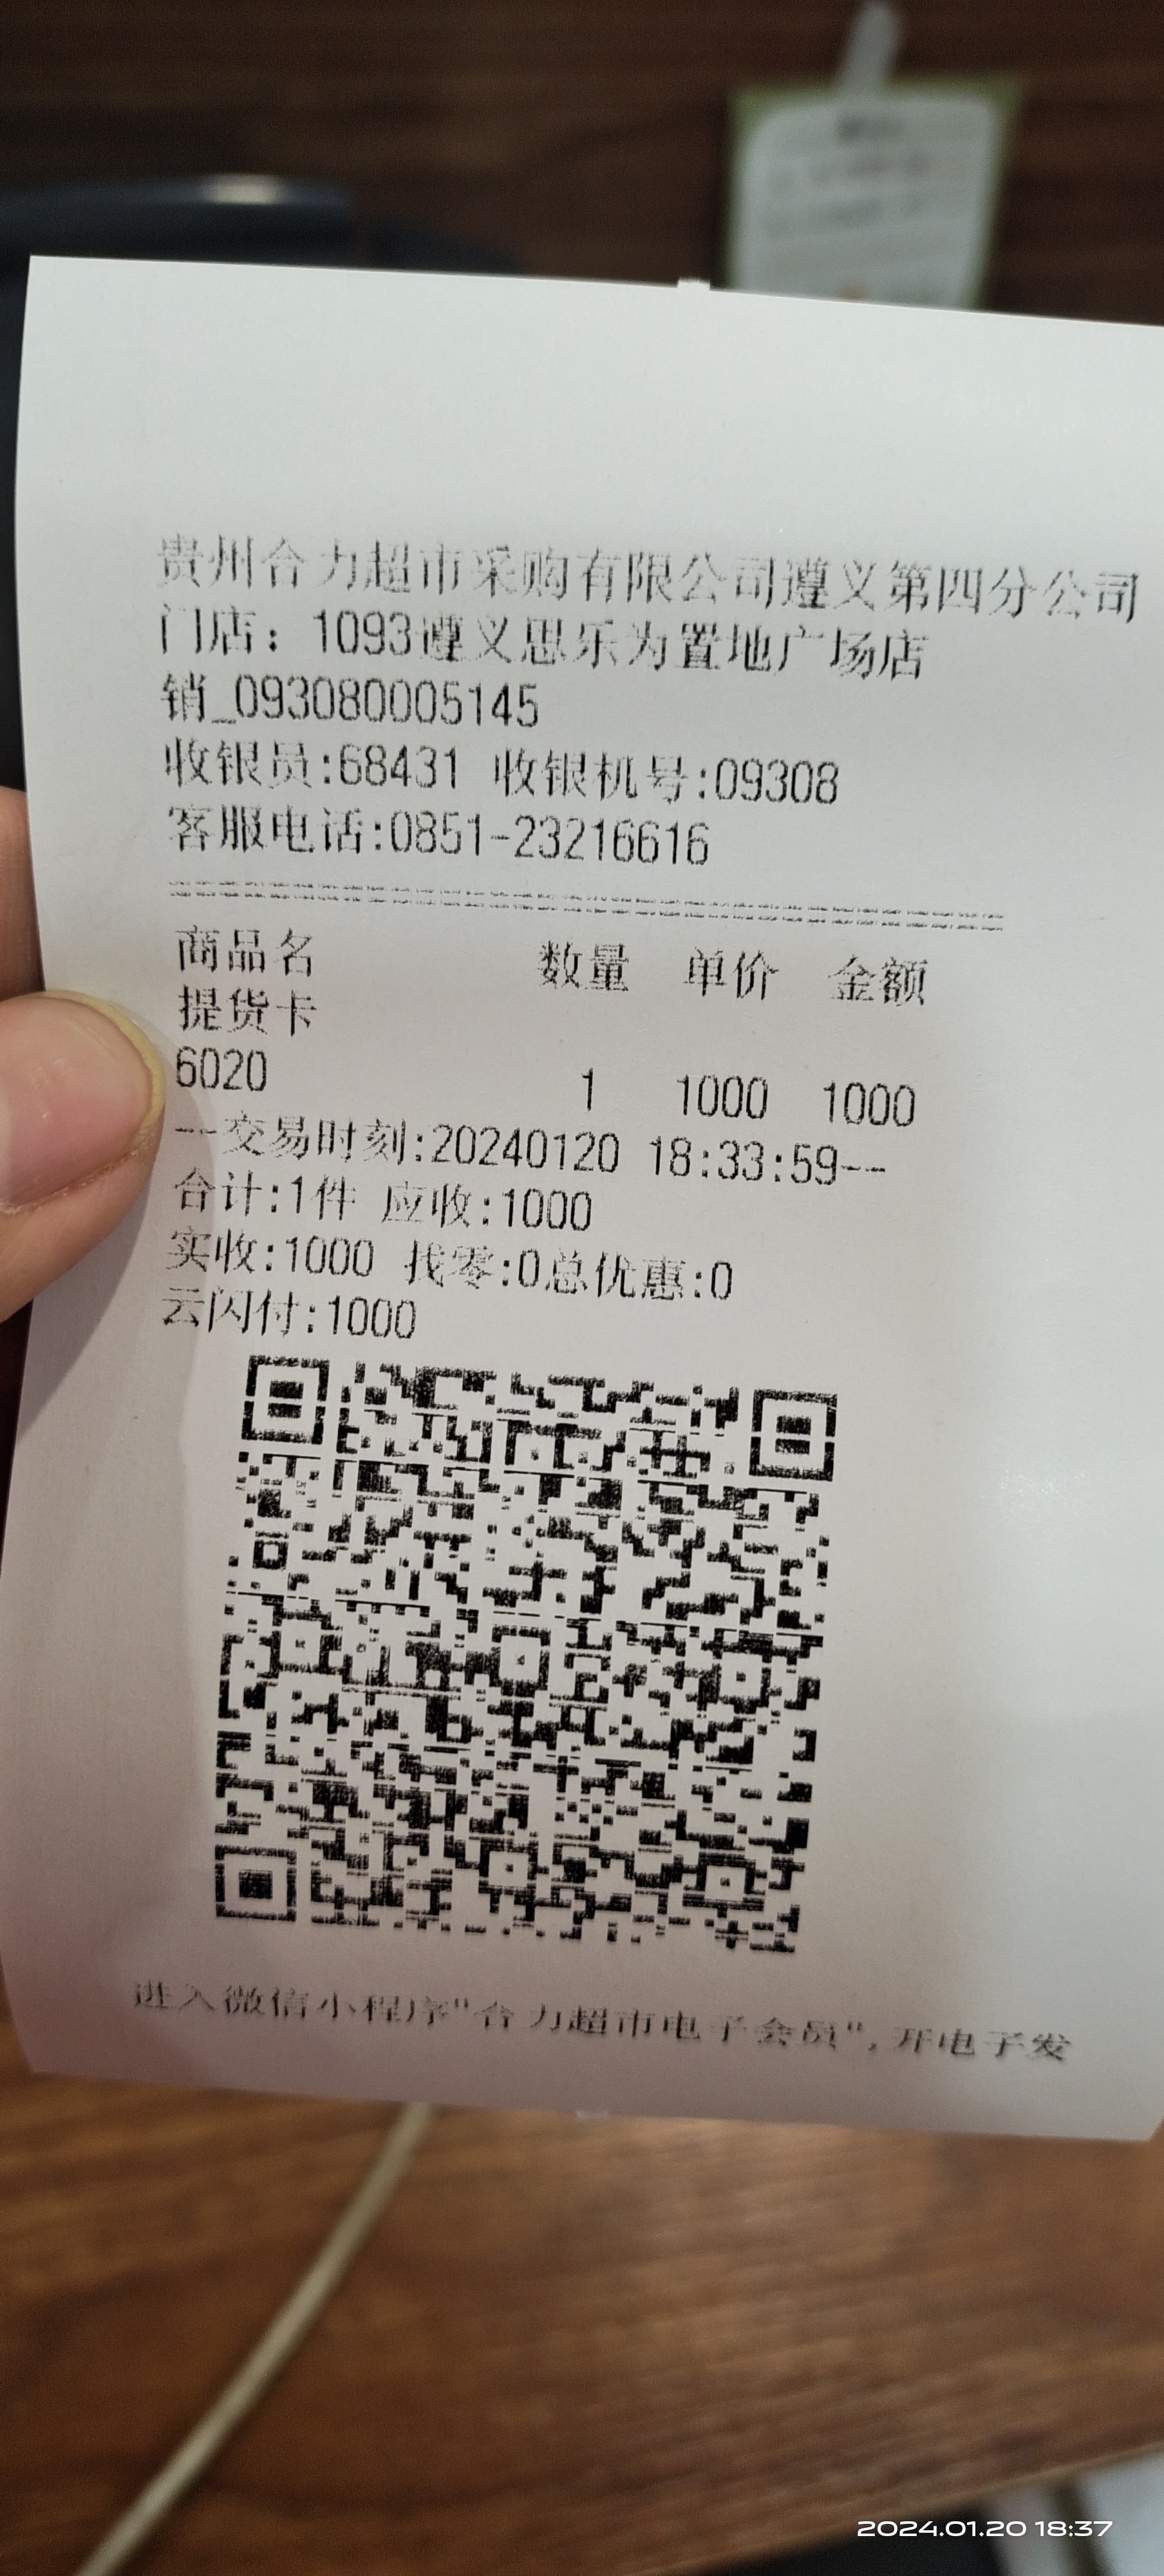 贵州合力超市采购有限公司遵义第四分公司
门店：1093遵义思乐为置地广场店
销_093080005145
收银员:68431 收银机号:09308
客服电话:0851-23216616
商品名 数量 单价 金额
提货卡
6020 1 1000 1000
--交易时刻:20240120 18:33:59--
合计:1件 应收:1000
实收:1000 找零:0总优惠:0
云闪付:1000
进入微信小程序"合力超市电子会员",开电子发
2024.01.20 18:37